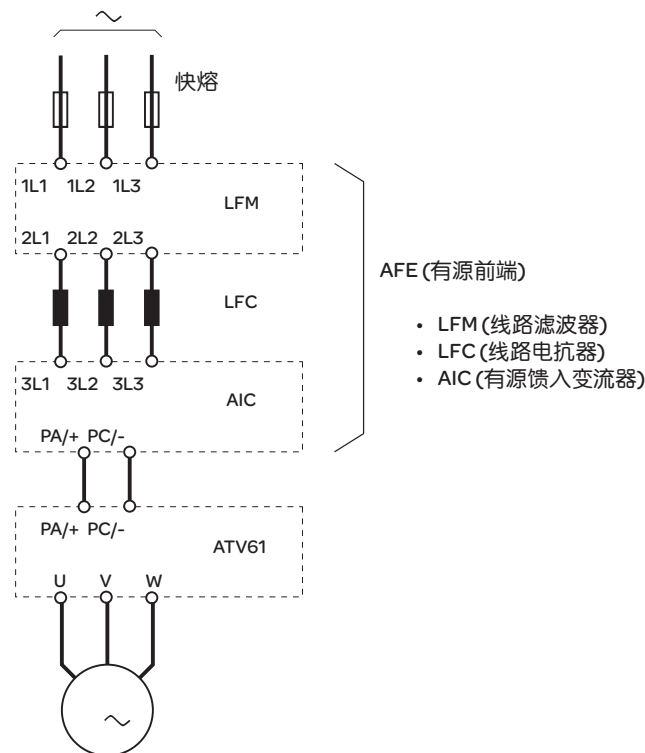 快熔
1L1 1L2 1L3
LFM
2L1 2L2 2L3
LFC
3L1 3L2 3L3
AIC
PA/+ PC/-
PA/+ PC/-
ATV61
U V W
AFE (有源前端)
• LFM (线路滤波器)
• LFC (线路电抗器)
• AIC (有源馈入变流器)